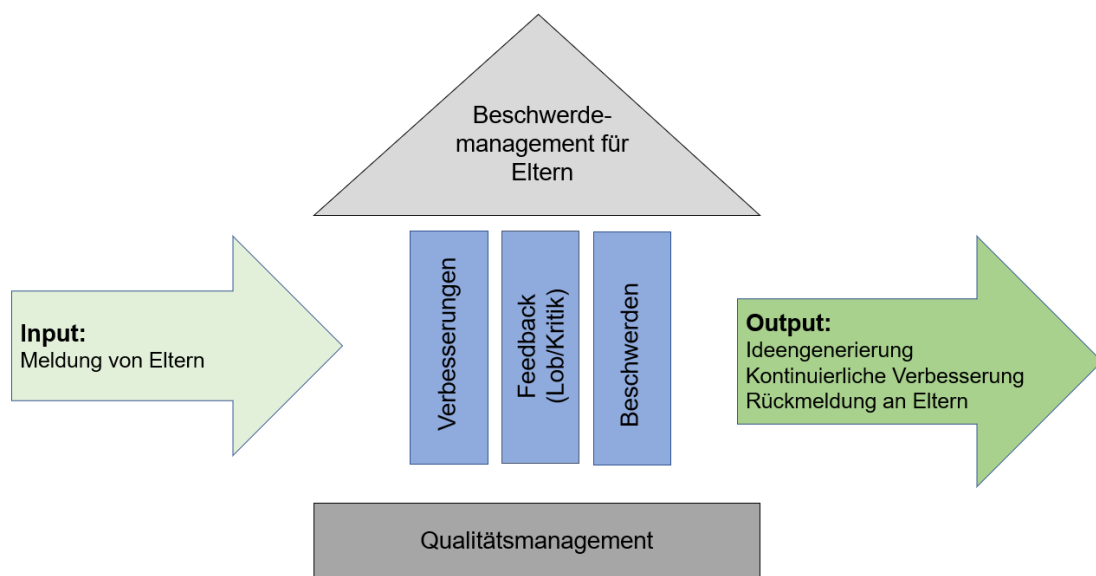 Beschwerde-
management für
Eltern
Input:
Meldung von Eltern
Verbesserungen
Feedback
(Lob/Kritik)
Beschwerden
Output:
Ideengenerierung
Kontinuierliche Verbesserung
Rückmeldung an Eltern
Qualitätsmanagement